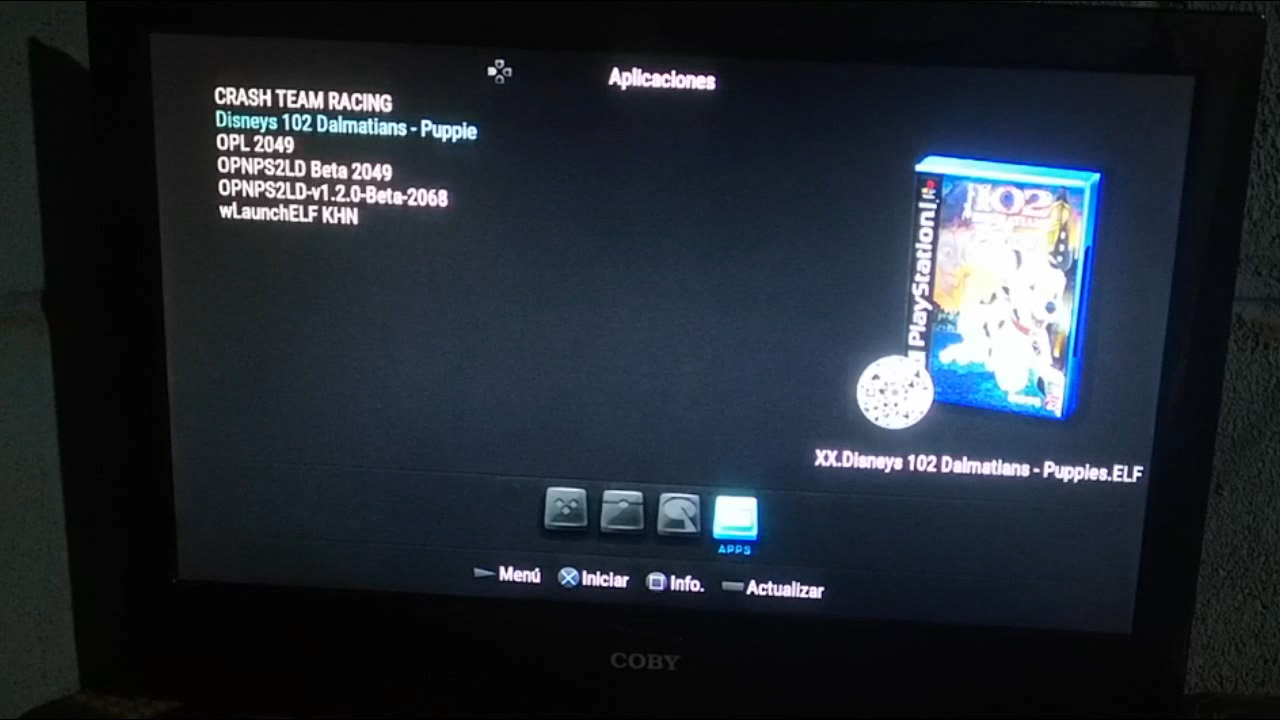 Aplicaciones
CRASH TEAM RACING
Disneys 102 Dalmatians - Puppie
OPL 2049
OPNPS2LD Beta 2049
OPNPS2LD-v1.2.0-Beta-2068
wLaunchELF KHN
PlayStation
102
XX.Disneys 102 Dalmatians - Puppies.ELF
APPS
Menú Iniciar Info. Actualizar
COBY